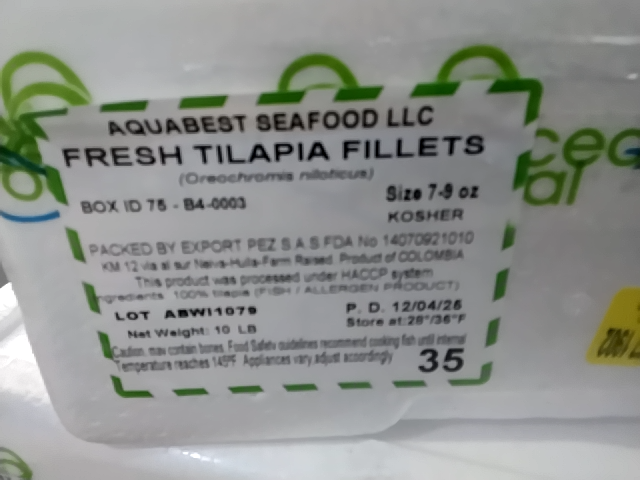 AQUABEST SEAFOOD LLC
FRESH TILAPIA FILLETS
(Oreochromis niloticus)
BOX ID 75 - B4-0003
Size 7-9 oz
KOSHER
PACKED BY EXPORT PEZ S.A.S.FDA No 14070921010
KM 12 via al sur Neiva-Huila-Farm Raised. Product of COLOMBIA
This product was processed under HACCP system
Ingredients: 100% tilapia (FISH / ALLERGEN PRODUCT)
LOT ABWI1079
P. D. 12/04/25
Net Weight: 10 LB
Store at:28°/36°F
Caution, may contain bones. Food Safety guidelines recommend cooking fish until internal
Temperature reaches 145°F. Appliances vary,adjust acordingly
35